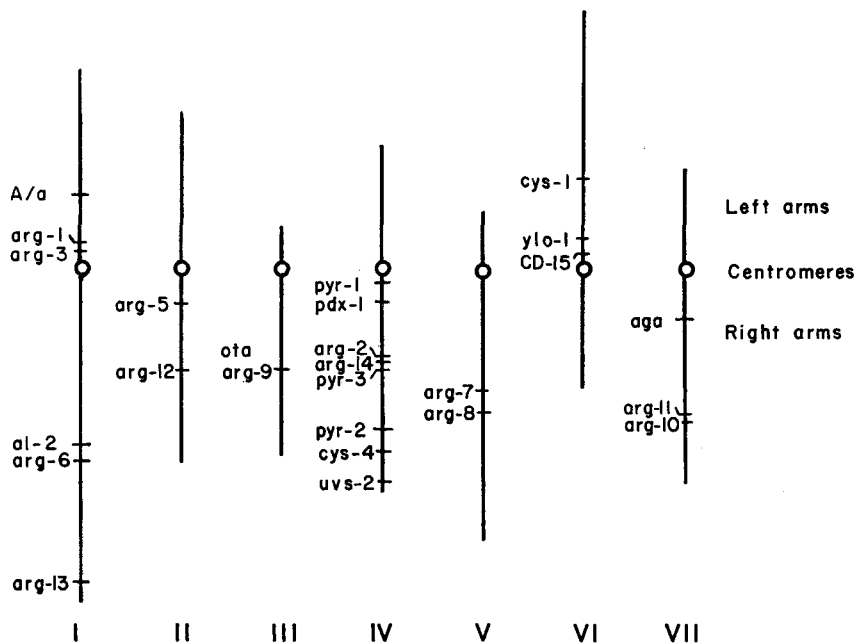 A/a
arg-1
arg-3
al-2
arg-6
arg-13
I
arg-5
arg-12
II
ota
arg-9
III
pyr-1
pdx-1
arg-2
arg-14
pyr-3
pyr-2
cys-4
uvs-2
IV
arg-7
arg-8
V
cys-1
ylo-1
CD-15
VI
aga
arg-11
arg-10
VII
Left arms
Centromeres
Right arms